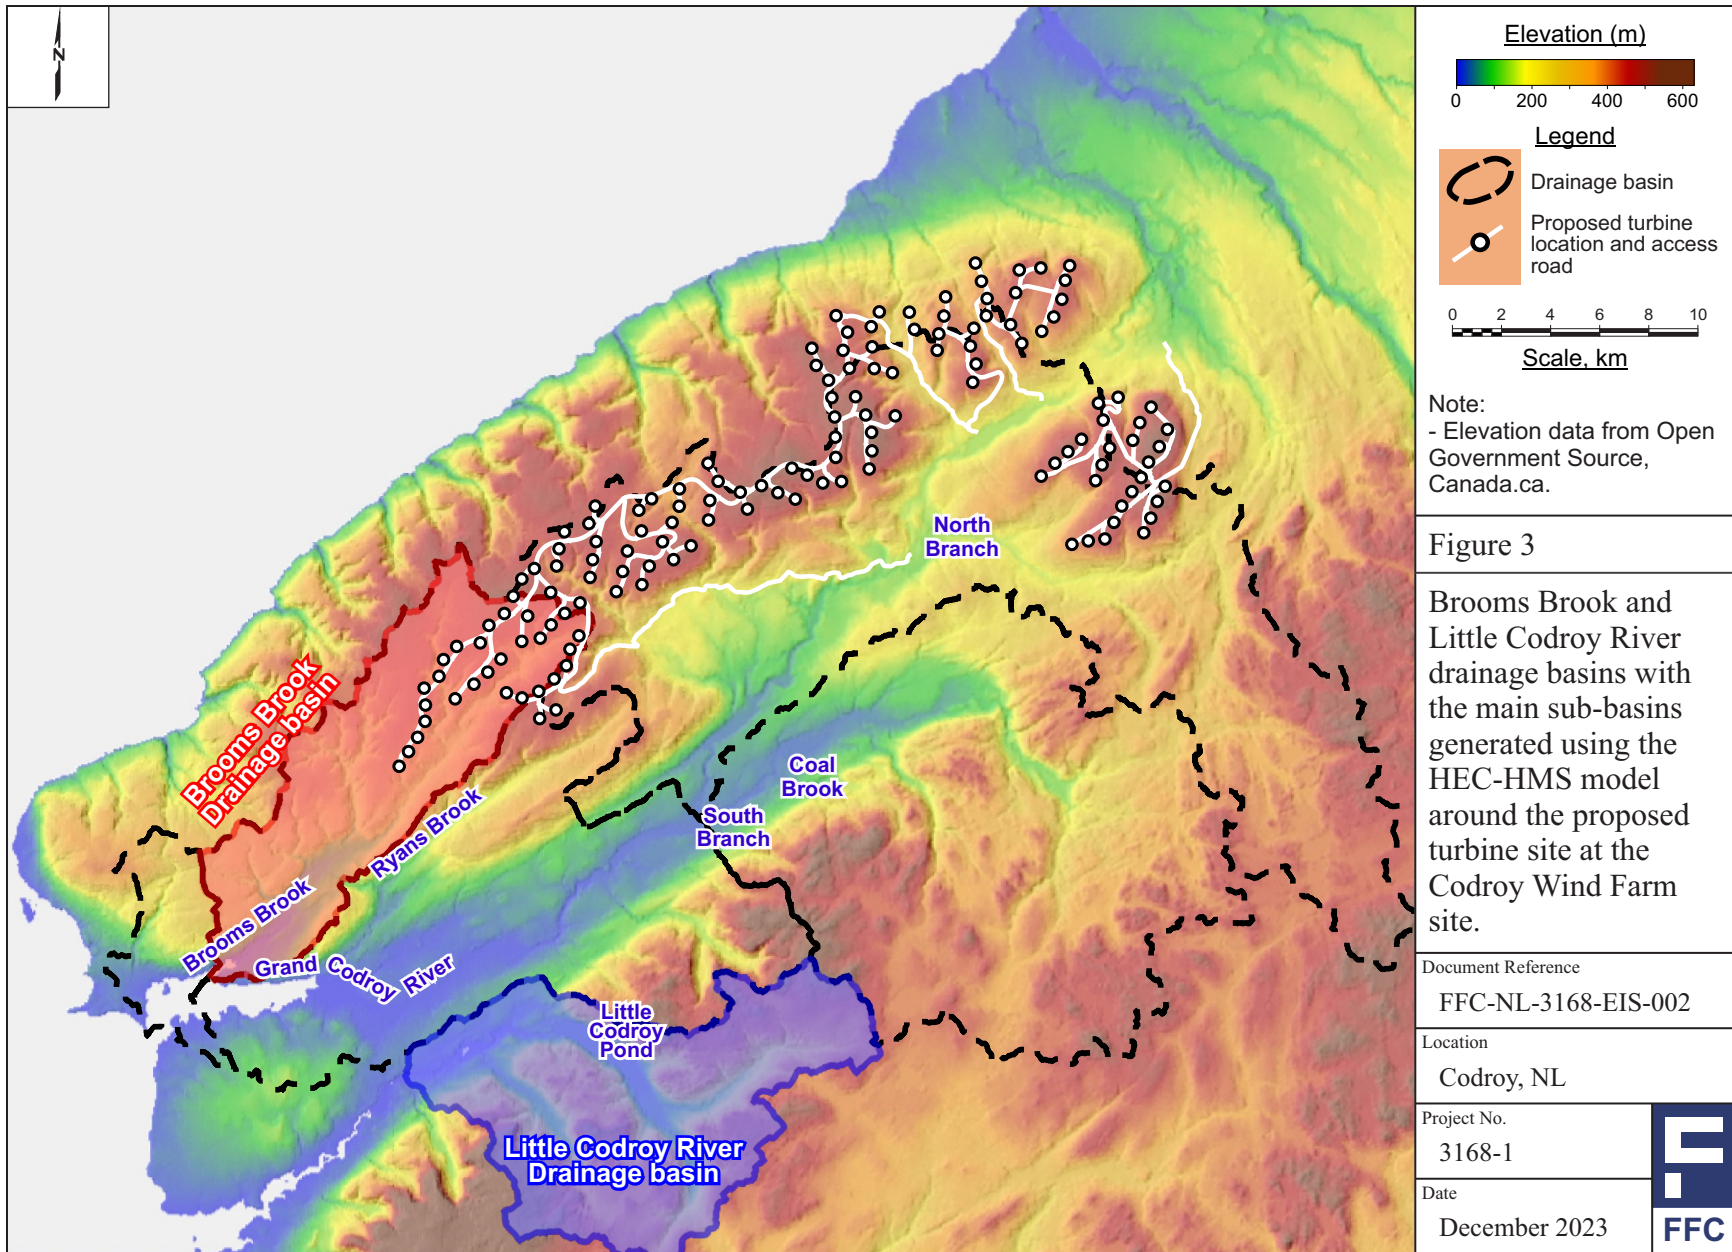 N
Elevation (m)
0 200 400 600
Legend
Drainage basin
Proposed turbine
location and access
road
0 2 4 6 8 10
Scale, km
Note:
- Elevation data from Open
Government Source,
Canada.ca.
Figure 3
Brooms Brook and
Little Codroy River
drainage basins with
the main sub-basins
generated using the
HEC-HMS model
around the proposed
turbine site at the
Codroy Wind Farm
site.
Document Reference
FFC-NL-3168-EIS-002
Location
Codroy, NL
Project No.
3168-1
Date
December 2023
FFC
North
Branch
Brooms Brook
Drainage basin
Coal
Brook
South
Branch
Ryans Brook
Brooms Brook
Grand Codroy River
Little
Codroy
Pond
Little Codroy River
Drainage basin